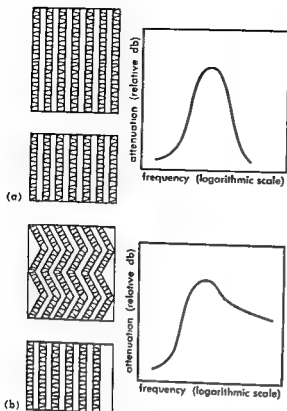 attenuation (relative db)
frequency (logarithmic scale)
(a)
attenuation (relative db)
frequency (logarithmic scale)
(b)